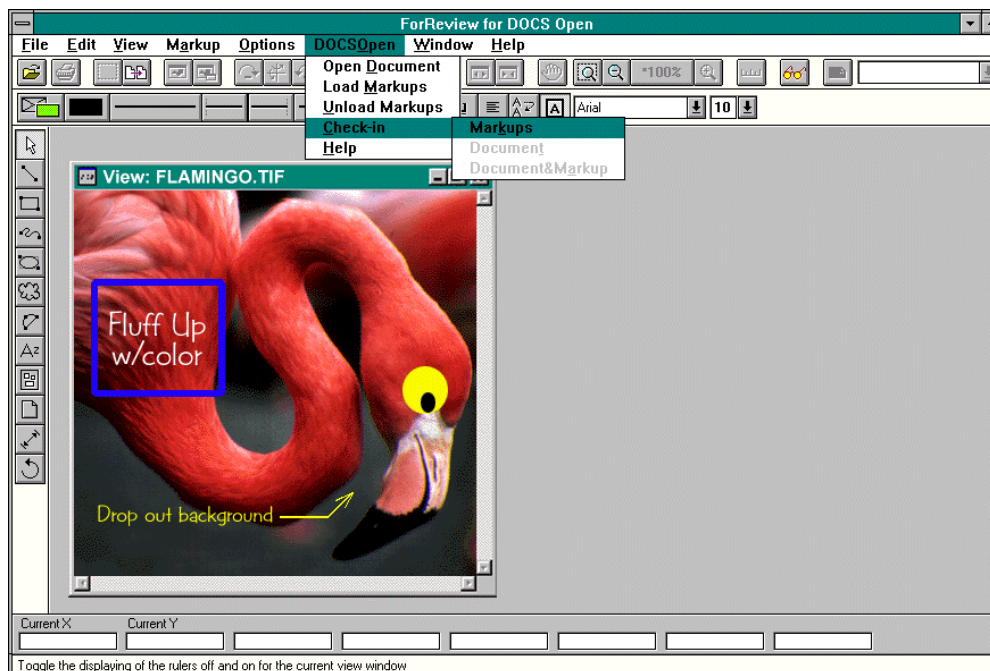 ForReview for DOCS Open
File Edit View Markup Options DOCSOpen Window Help
Open Document
Load Markups
Unload Markups
Check-in
Help
Markups
Document
Document&Markup
*100%
Arial
10
View: FLAMINGO.TIF
Fluff Up
w/color
Drop out background
Current X Current Y
Toggle the displaying of the rulers off and on for the current view window